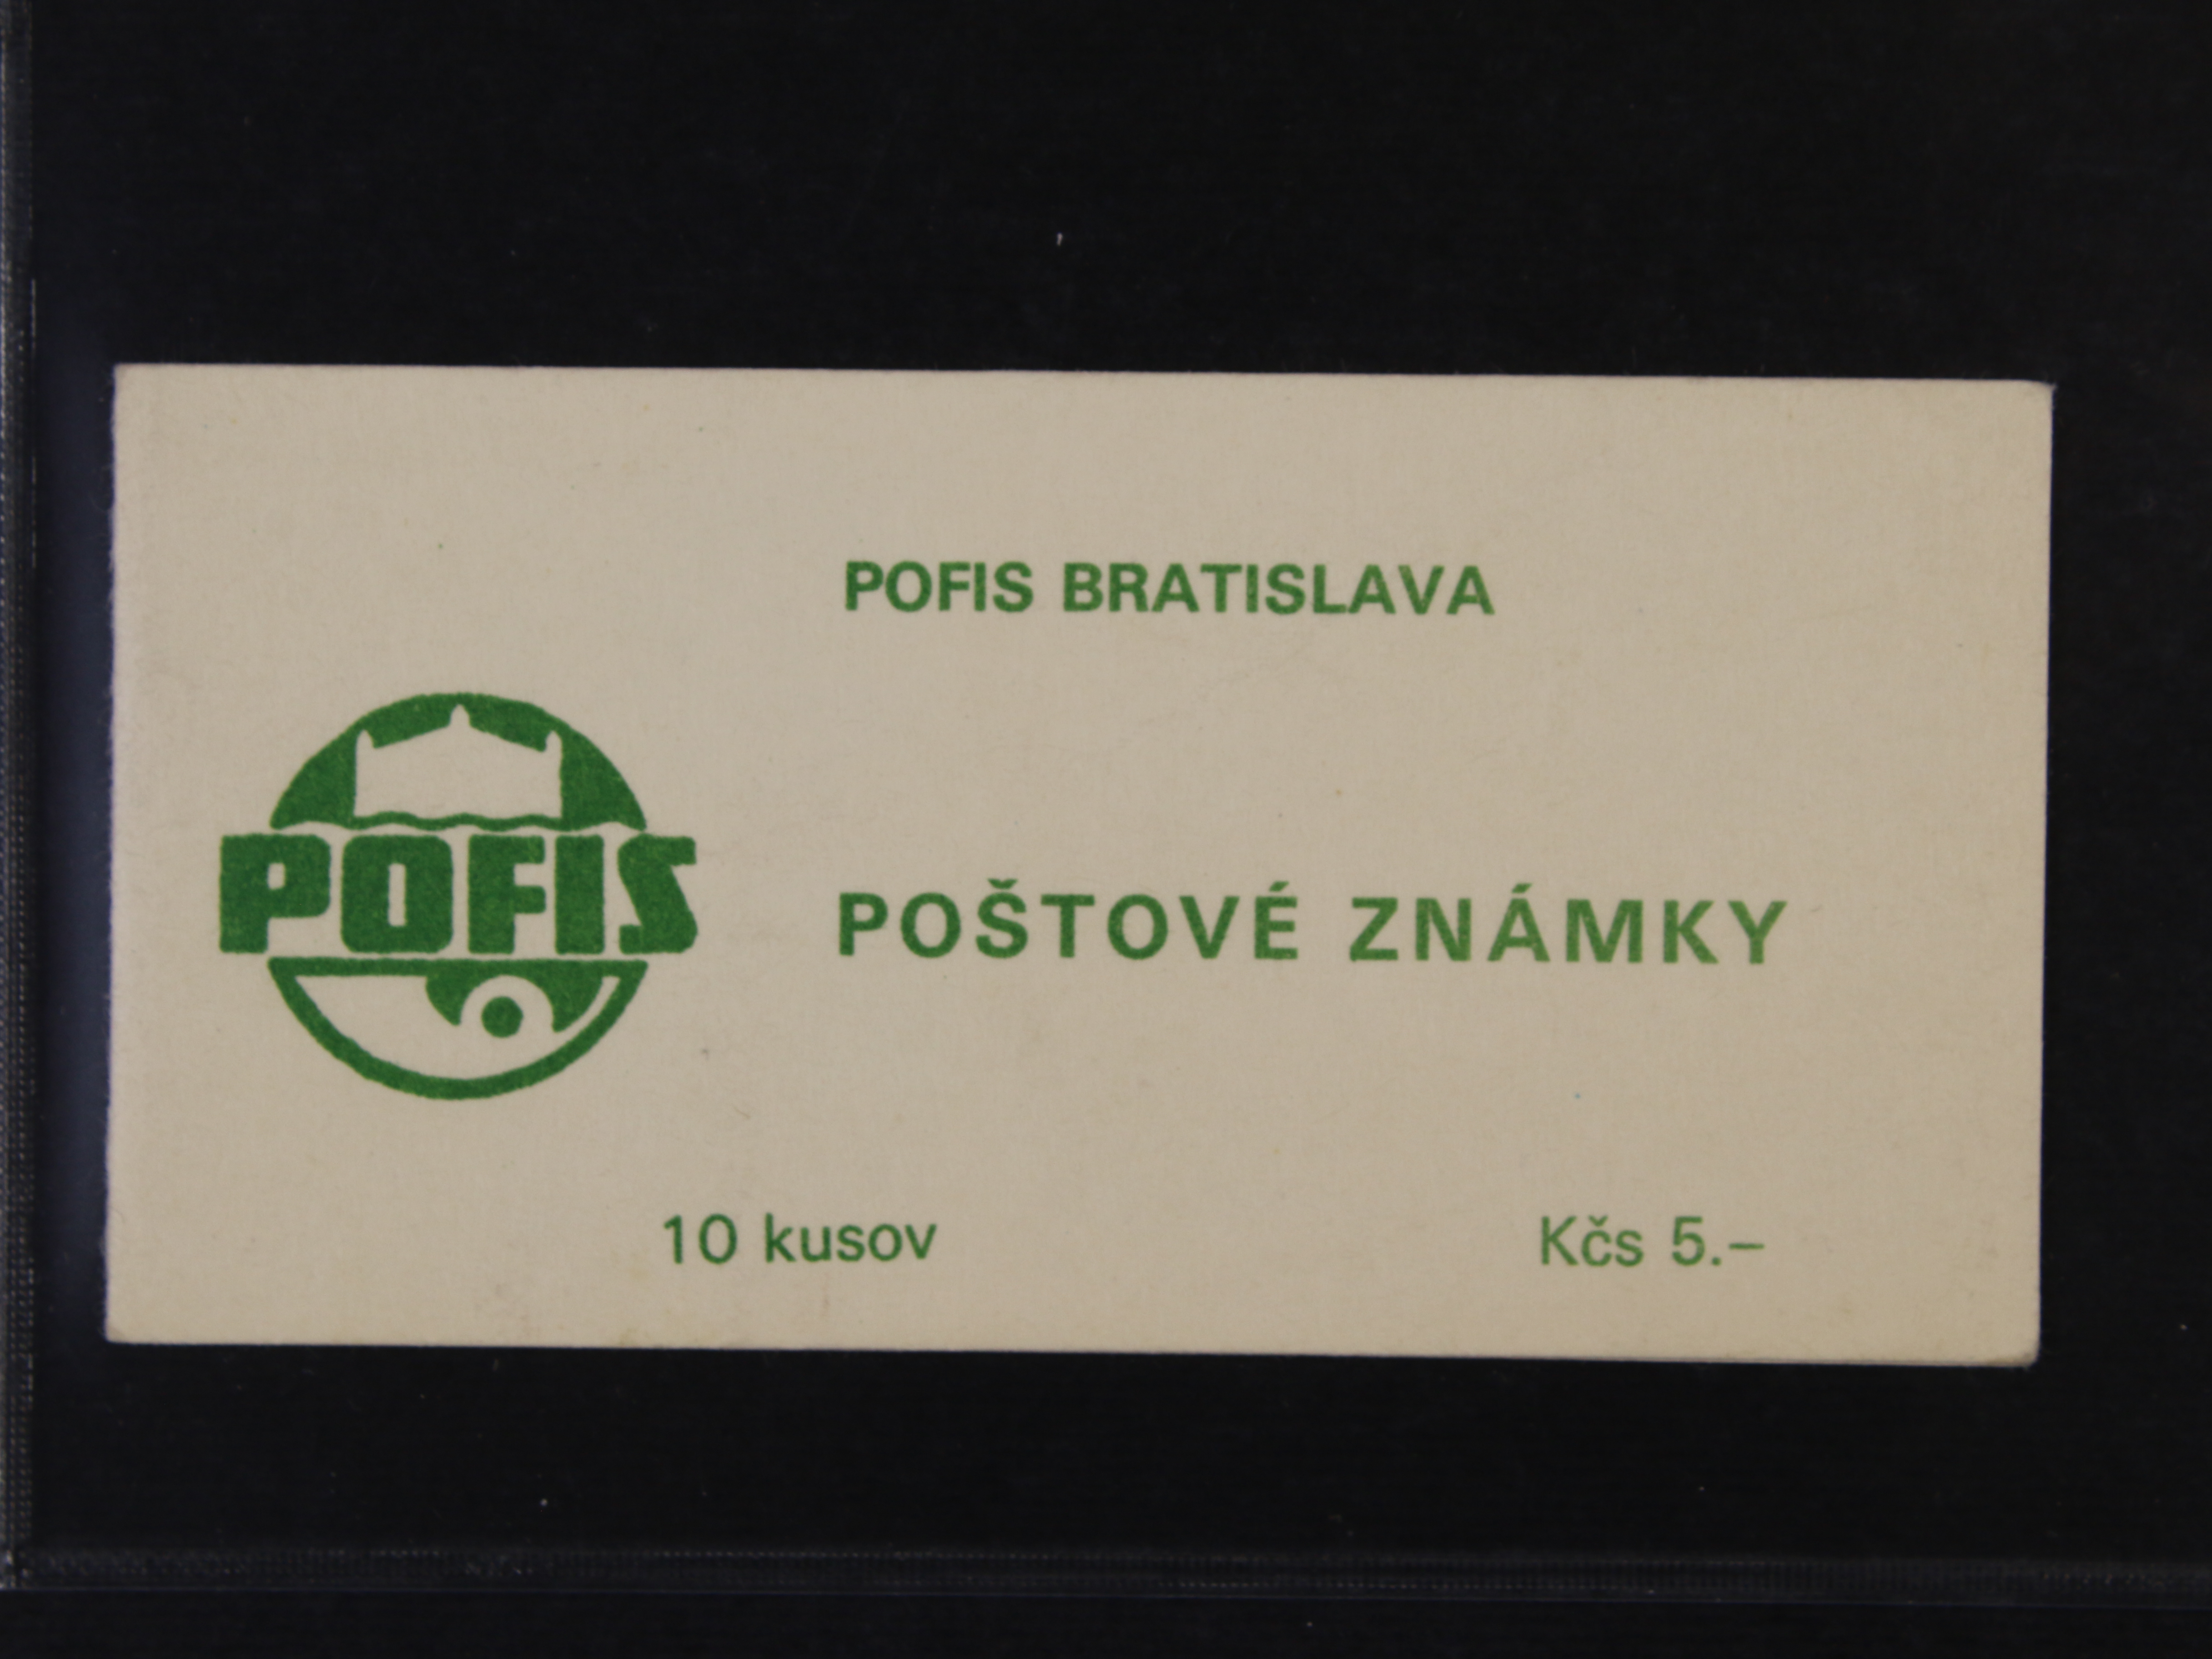 POFIS BRATISLAVA
POFIS
POŠTOVÉ ZNÁMKY
10 kusov
Kčs 5.–